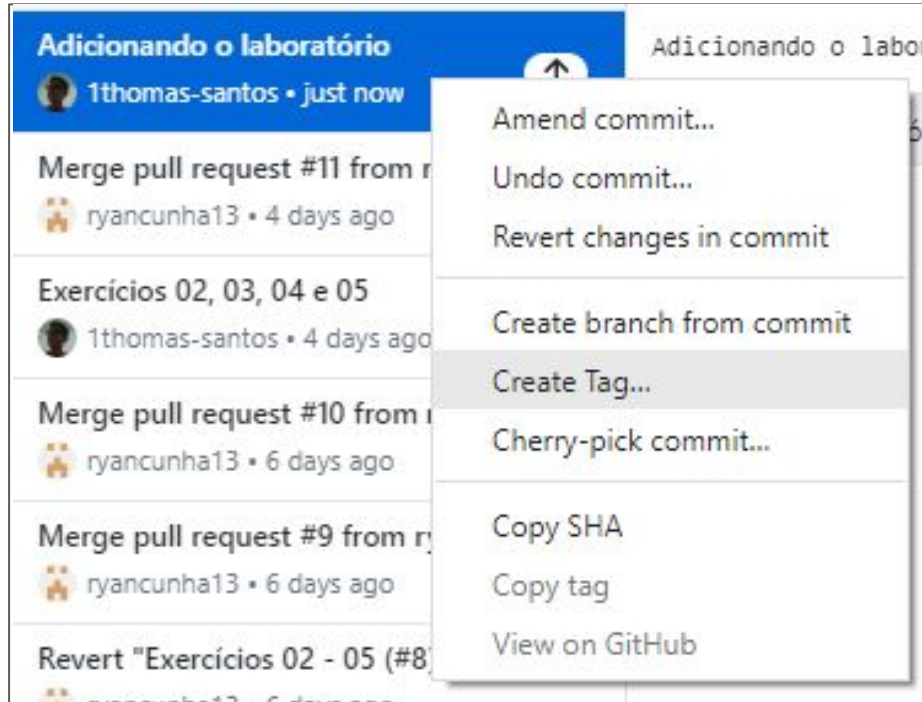 Adicionando o laboratório
1thomas-santos • just now
Merge pull request #11 from
ryancunha13 • 4 days ago
Exercícios 02, 03, 04 e 05
1thomas-santos • 4 days ago
Merge pull request #10 from
ryancunha13 • 6 days ago
Merge pull request #9 from
ryancunha13 • 6 days ago
Revert "Exercícios 02 - 05 (#8
Adicionando o
Amend commit...
Undo commit...
Revert changes in commit
Create branch from commit
Create Tag...
Cherry-pick commit...
Copy SHA
Copy tag
View on GitHub